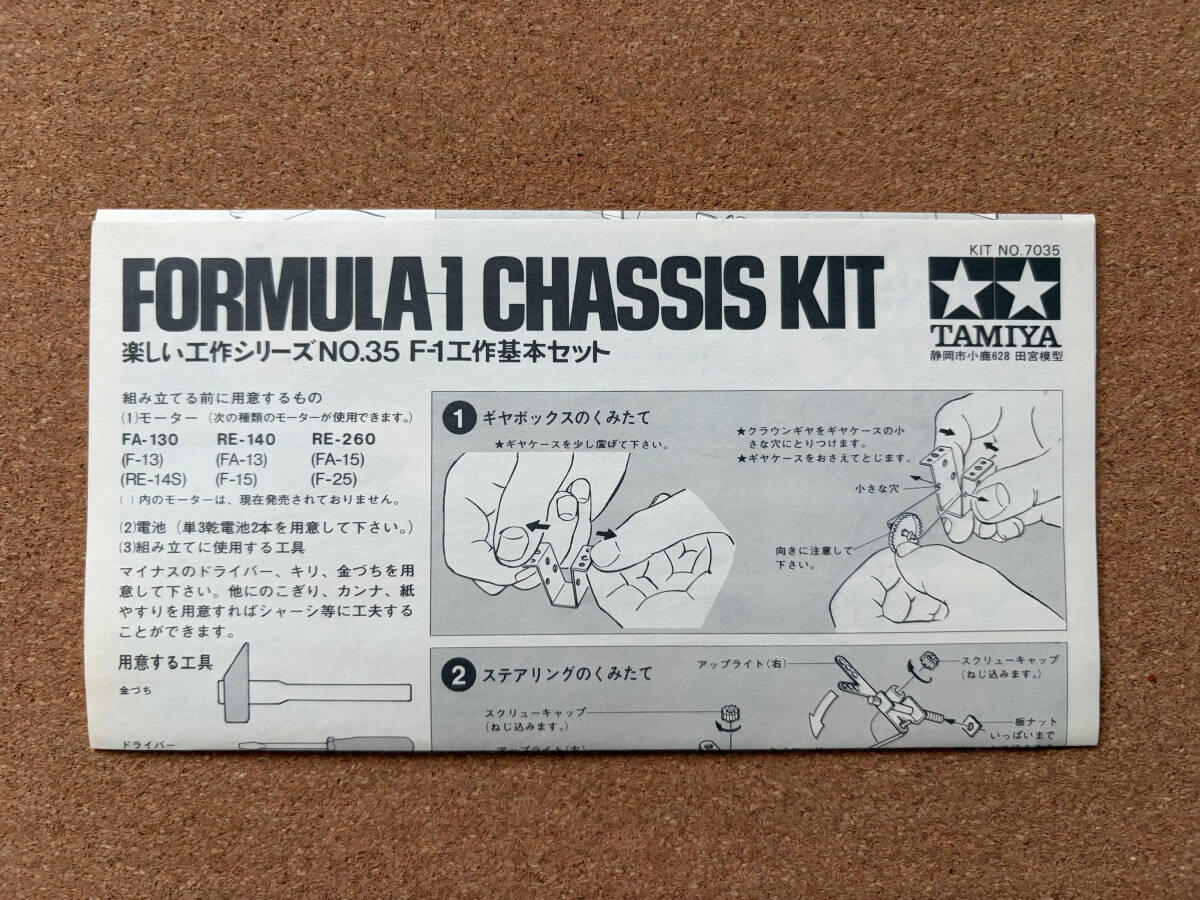 KIT NO.7035
FORMULA-1 CHASSIS KIT
TAMIYA
楽しい工作シリーズNO.35 F-1工作基本セット
静岡市小鹿628 田宮模型
組み立てる前に用意するもの
(1)モーター (次の種類のモーターが使用できます。)
FA-130 RE-140 RE-260
(F-13) (FA-13) (FA-15)
(RE-14S) (F-15) (F-25)
( )内のモーターは、現在発売されておりません。
(2)電池 (単3乾電池2本を用意して下さい。)
(3)組み立てに使用する工具
マイナスのドライバー、キリ、金づちを用
意して下さい。他にのこぎり、カンナ、紙
やすりを用意すればシャーシ等に工夫する
ことができます。
用意する工具
金づち
ドライバー
1 ギヤボックスのくみたて
★ギヤケースを少し広げて下さい。
★クラウンギヤをギヤケースの小
さな穴にとりつけます。
★ギヤケースをおさえてとじます。
小さな穴
向きに注意して
下さい。
2 ステアリングのくみたて
スクリューキャップ
(ねじ込みます。)
アップライト(左)
アップライト(右)
スクリューキャップ
(ねじ込みます。)
板ナット
いっぱいまで